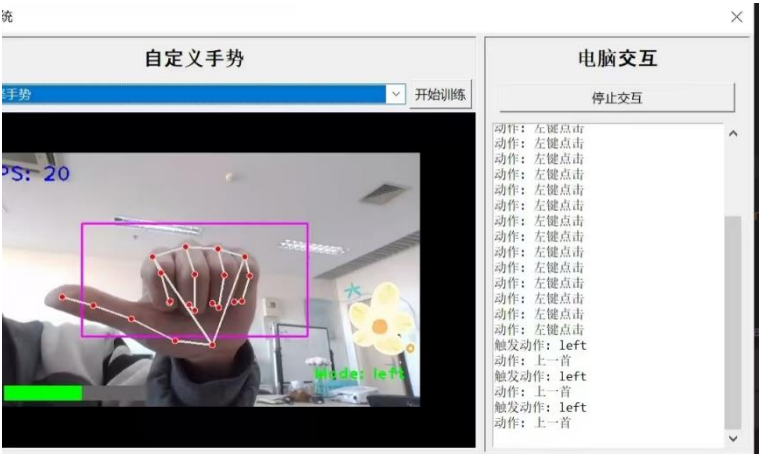 统
自定义手势
手势
开始训练
PS: 20
Mode: left
电脑交互
停止交互
动作: 左键点击
动作: 左键点击
动作: 左键点击
动作: 左键点击
动作: 左键点击
动作: 左键点击
动作: 左键点击
动作: 左键点击
动作: 左键点击
动作: 左键点击
动作: 左键点击
动作: 左键点击
动作: 左键点击
动作: 左键点击
触发动作: left
动作: 上一首
触发动作: left
动作: 上一首
触发动作: left
动作: 上一首